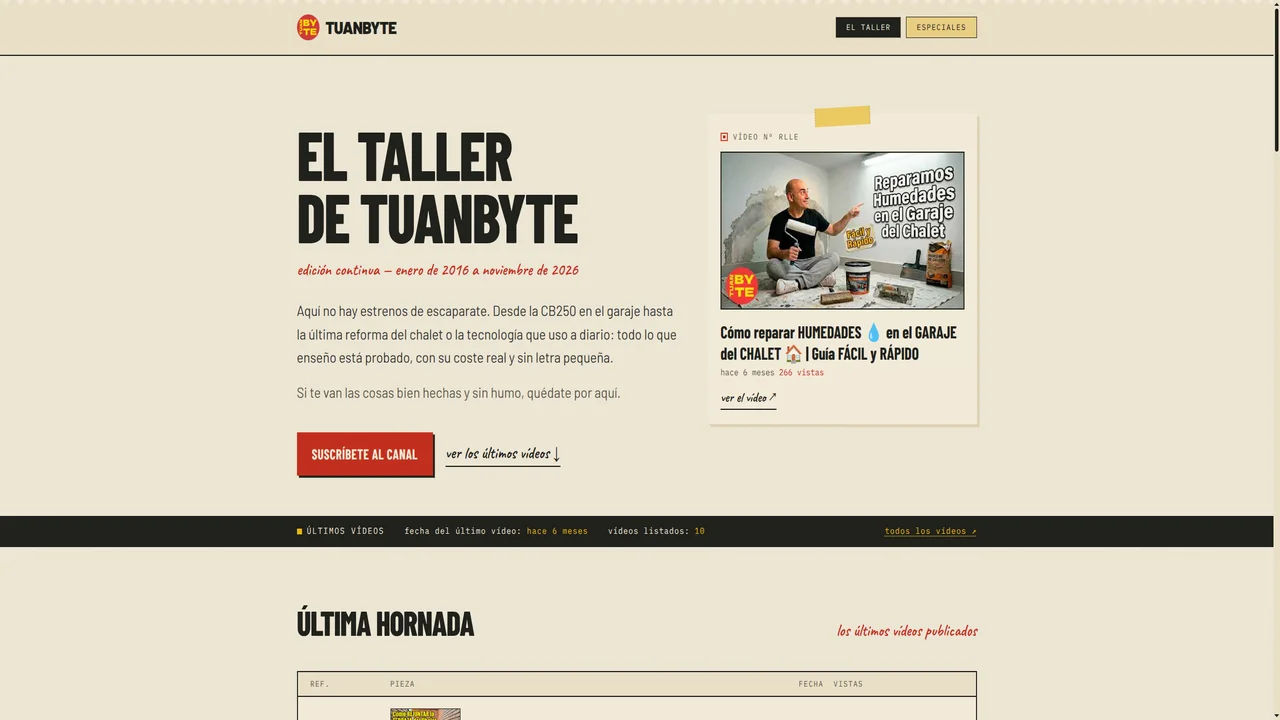 BY
TE
TUANBYTE
EL TALLER
ESPECIALES
EL TALLER
DE TUANBYTE
edición continua — enero de 2016 a noviembre de 2026
Aquí no hay estrenos de escaparate. Desde la CB250 en el garaje hasta
la última reforma del chalet o la tecnología que uso a diario: todo lo que
enseño está probado, con su coste real y sin letra pequeña.
Si te van las cosas bien hechas y sin humo, quédate por aquí.
SUSCRÍBETE AL CANAL
ver los últimos vídeos ↓
VÍDEO Nº RLLE
Reparamos
Humedades
en el Garaje
del Chalet
Fácil y
Rápido
TUAN
BY
TE
Cómo reparar HUMEDADES 💧 en el GARAJE
del CHALET 🏠 | Guía FÁCIL y RÁPIDO
hace 6 meses 266 vistas
ver el vídeo ↗
ÚLTIMOS VÍDEOS
fecha del último vídeo: hace 6 meses
vídeos listados: 10
todos los vídeos ↗
ÚLTIMA HORNADA
los últimos vídeos publicados
REF.
PIEZA
FECHA
VISTAS